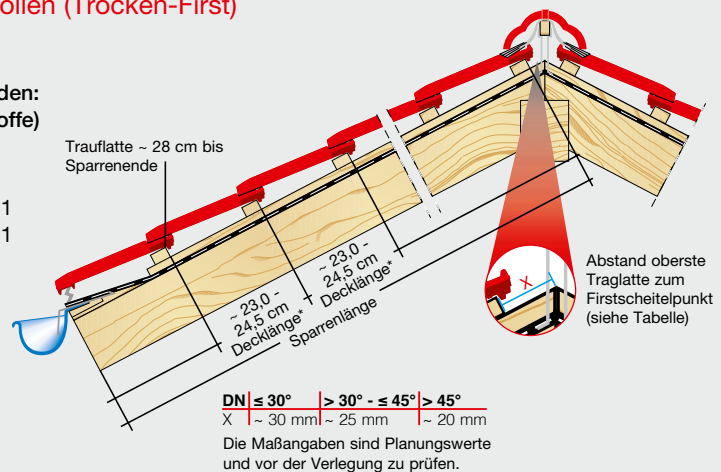 ollen (Trocken-First)
den:
offe)
Trauflatte ~ 28 cm bis
Sparrenende
1
1
~ 23,0 -
24,5 cm
Decklänge*
~ 23,0 -
24,5 cm
Decklänge*
Sparrenlänge
X
Abstand oberste
Traglatte zum
Firstscheitelpunkt
(siehe Tabelle)
DN ≤ 30° > 30° - ≤ 45° > 45°
X ~ 30 mm ~ 25 mm ~ 20 mm
Die Maßangaben sind Planungswerte
und vor der Verlegung zu prüfen.